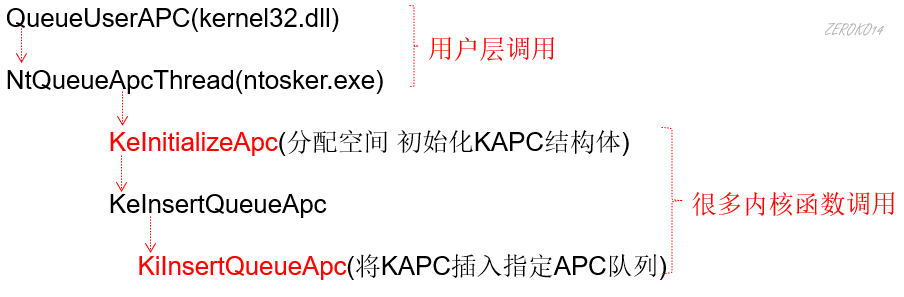 QueueUserAPC(kernel32.dll)
ZEROKO14
用户层调用
NtQueueApcThread(ntosker.exe)
KeInitializeApc(分配空间 初始化KAPC结构体)
KeInsertQueueApc
很多内核函数调用
KiInsertQueueApc(将KAPC插入指定APC队列)